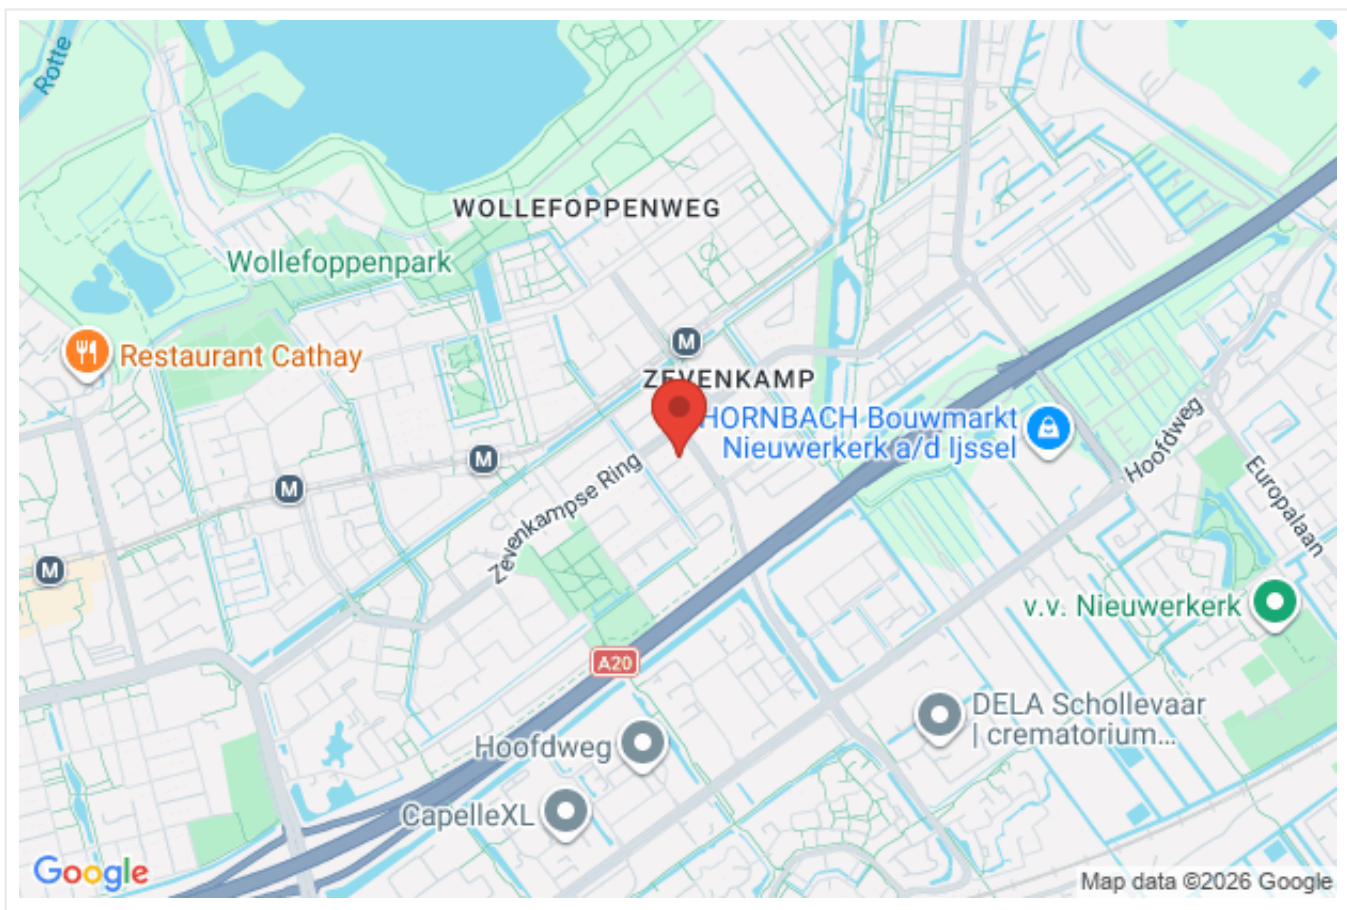 Rotte
WOLLEFOPPENWEG
Wollefoppenpark
M
Restaurant Cathay
ZEVENKAMP
HORNBACH Bouwmarkt
Nieuwerkerk a/d Ijssel
Hoofdweg
M
Zevenkampse Ring
M
Europalaan
M
v.v. Nieuwerkerk
A20
DELA Schollevaar
| crematorium...
Hoofdweg
CapelleXL
Google
Map data ©2026 Google